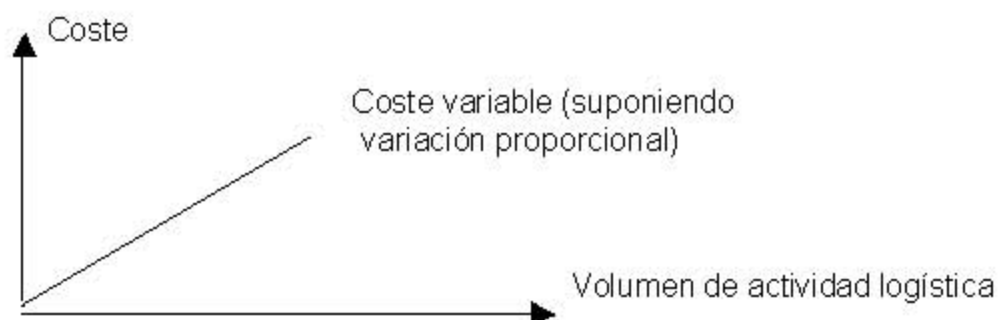 Coste
Coste variable (suponiendo
variación proporcional)
Volumen de actividad logística